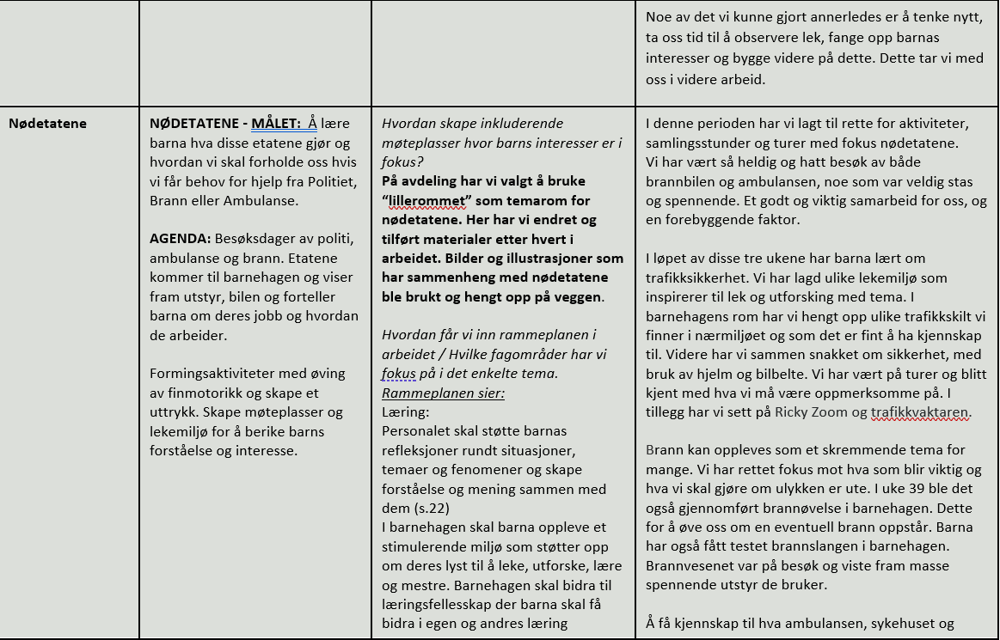 Noe av det vi kunne gjort annerledes er å tenke nytt,
ta oss tid til å observere lek, fange opp barnas
interesser og bygge videre på dette. Dette tar vi med
oss i videre arbeid.
Nødetatene
NØDETATENE - MÅLET:  Å lære
barna hva disse etatene gjør og
hvordan vi skal forholde oss hvis
vi får behov for hjelp fra Politiet,
Brann eller Ambulanse.
AGENDA: Besøksdager av politi,
ambulanse og brann. Etatene
kommer til barnehagen og viser
fram utstyr, bilen og forteller
barna om deres jobb og hvordan
de arbeider.
Formingsaktiviteter med øving
av finmotorikk og skape et
uttrykk. Skape møteplasser og
lekemiljø for å berike barns
forståelse og interesse.
Hvordan skape inkluderende
møteplasser hvor barns interesser er i
fokus?
På avdeling har vi valgt å bruke
“lillerommet” som temarom for
nødetatene. Her har vi endret og
tilført materialer etter hvert i
arbeidet. Bilder og illustrasjoner som
har sammenheng med nødetatene
ble brukt og hengt opp på veggen.
Hvordan får vi inn rammeplanen i
arbeidet / Hvilke fagområder har vi
fokus på i det enkelte tema.
Rammeplanen sier:
Læring:
Personalet skal støtte barnas
refleksjoner rundt situasjoner,
temaer og fenomener og skape
forståelse og mening sammen med
dem (s.22)
I barnehagen skal barna oppleve et
stimulerende miljø som støtter opp
om deres lyst til å leke, utforske, lære
og mestre. Barnehagen skal bidra til
læringsfellesskap der barna skal få
bidra i egen og andres læring
I denne perioden har vi lagt til rette for aktiviteter,
samlingsstunder og turer med fokus nødetatene.
Vi har vært så heldig og hatt besøk av både
brannbilen og ambulansen, noe som var veldig stas
og spennende. Et godt og viktig samarbeid for oss, og
en forebyggende faktor.
I løpet av disse tre ukene har barna lært om
trafikksikkerhet. Vi har lagd ulike lekemiljø som
inspirerer til lek og utforsking med tema. I
barnehagens rom har vi hengt opp ulike trafikkskilt vi
finner i nærmiljøet og som det er fint å ha kjennskap
til. Videre har vi sammen snakket om sikkerhet, med
bruk av hjelm og bilbelte. Vi har vært på turer og blitt
kjent med hva vi må være oppmerksomme på. I
tillegg har vi sett på Ricky Zoom og trafikkvaktaren.
Brann kan oppleves som et skremmende tema for
mange. Vi har rettet fokus mot hva som blir viktig og
hva vi skal gjøre om ulykken er ute. I uke 39 ble det
også gjennomført brannøvelse i barnehagen. Dette
for å øve oss om en eventuell brann oppstår. Barna
har også fått testet brannslangen i barnehagen.
Brannvesenet var på besøk og viste fram masse
spennende utstyr de bruker.
Å få kjennskap til hva ambulansen, sykehuset og